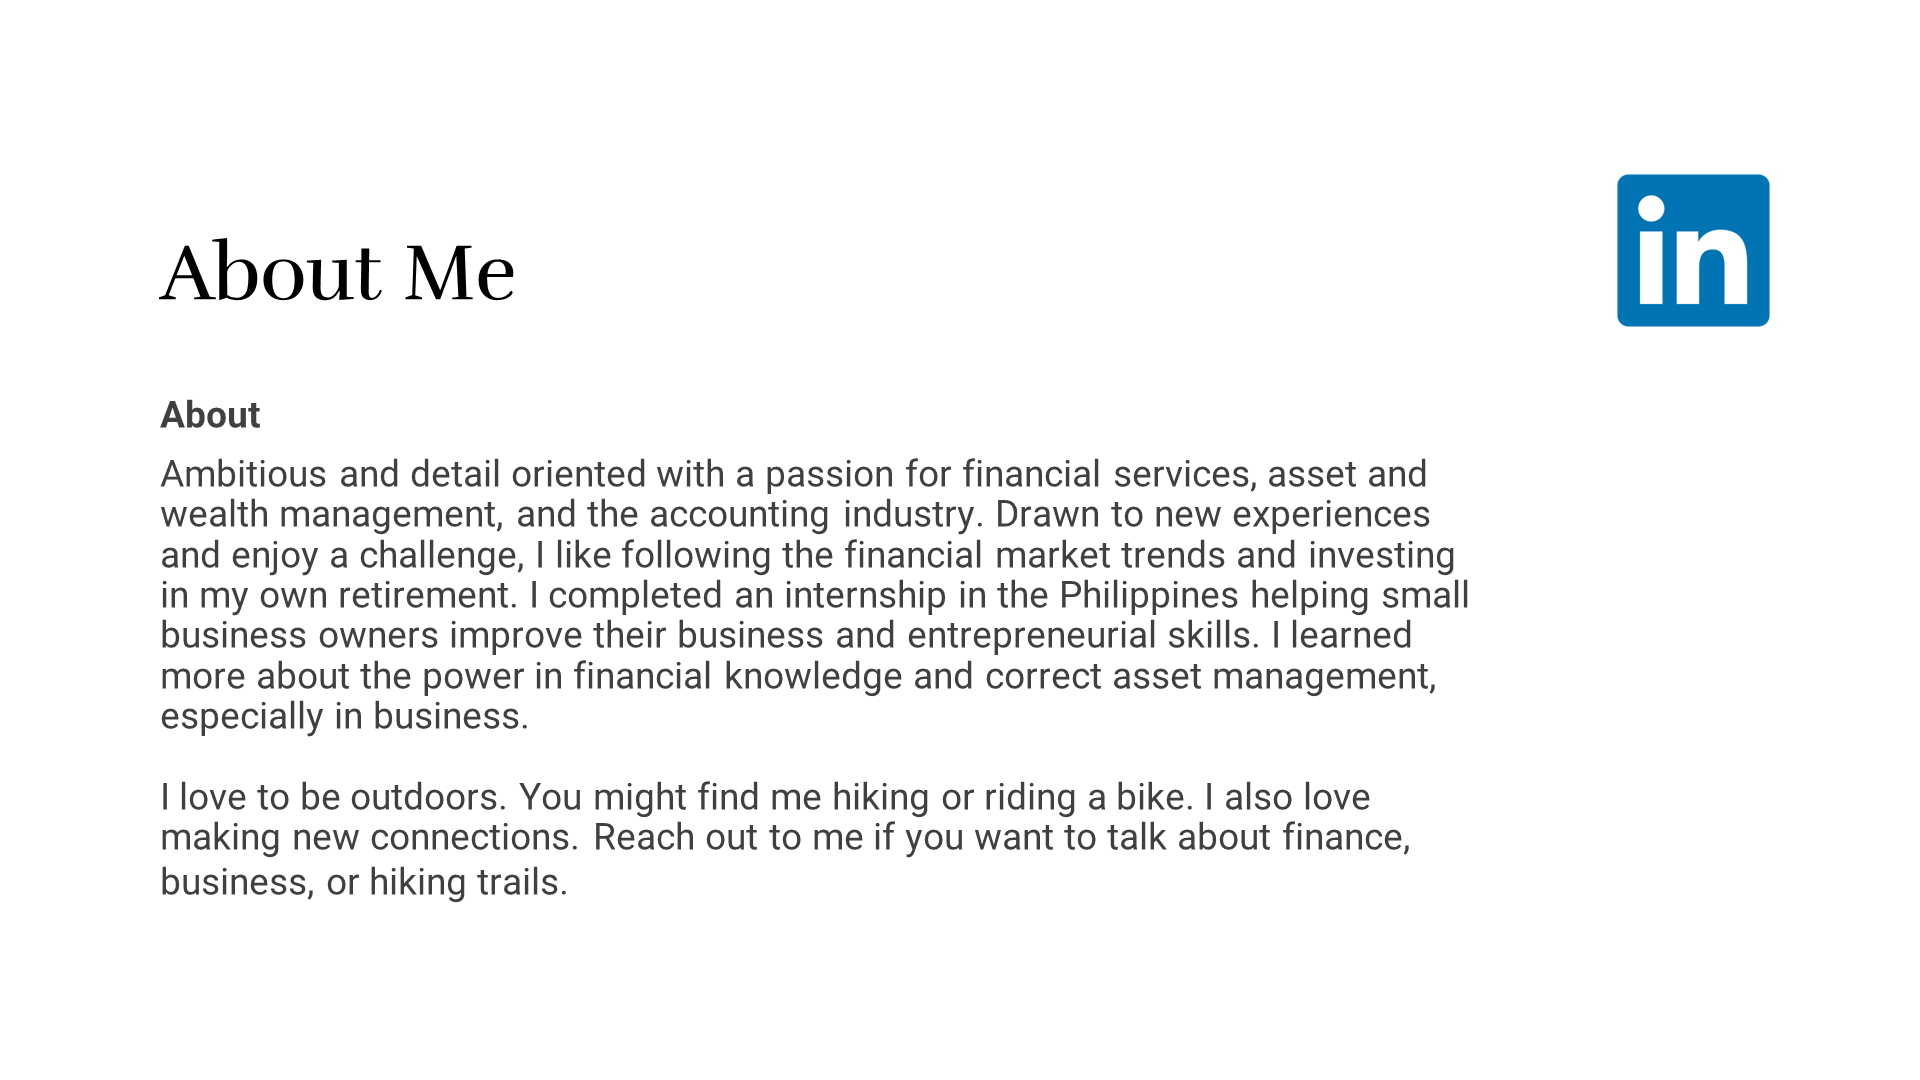 in
About Me
About
Ambitious and detail oriented with a passion for financial services, asset and
wealth management, and the accounting industry. Drawn to new experiences
and enjoy a challenge, I like following the financial market trends and investing
in my own retirement. I completed an internship in the Philippines helping small
business owners improve their business and entrepreneurial skills. I learned
more about the power in financial knowledge and correct asset management,
especially in business.
I love to be outdoors. You might find me hiking or riding a bike. I also love
making new connections. Reach out to me if you want to talk about finance,
business, or hiking trails.